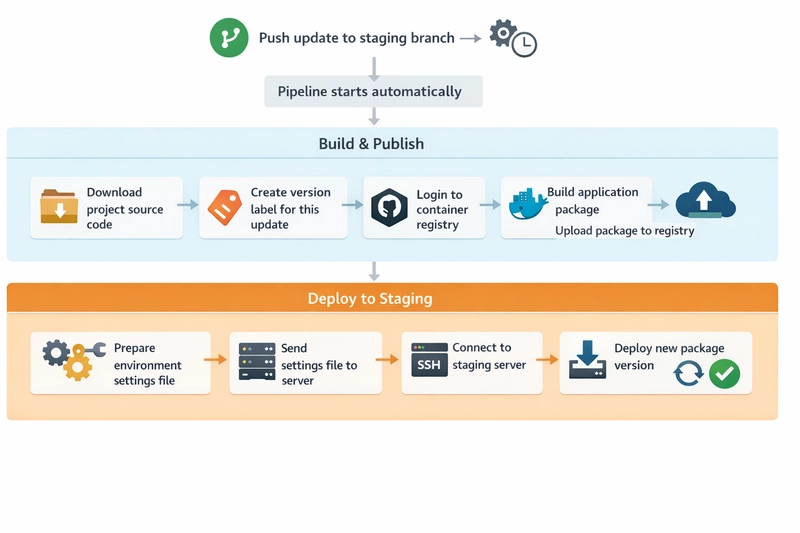 Push update to staging branch
Pipeline starts automatically
Build & Publish
Download
project source
code
Create version
label for this
update
Login to
container
registry
Build application
package
Upload package to registry
Deploy to Staging
Prepare
environment
settings file
Send
settings file to
server
SSH
Connect to
staging server
Deploy new package
version